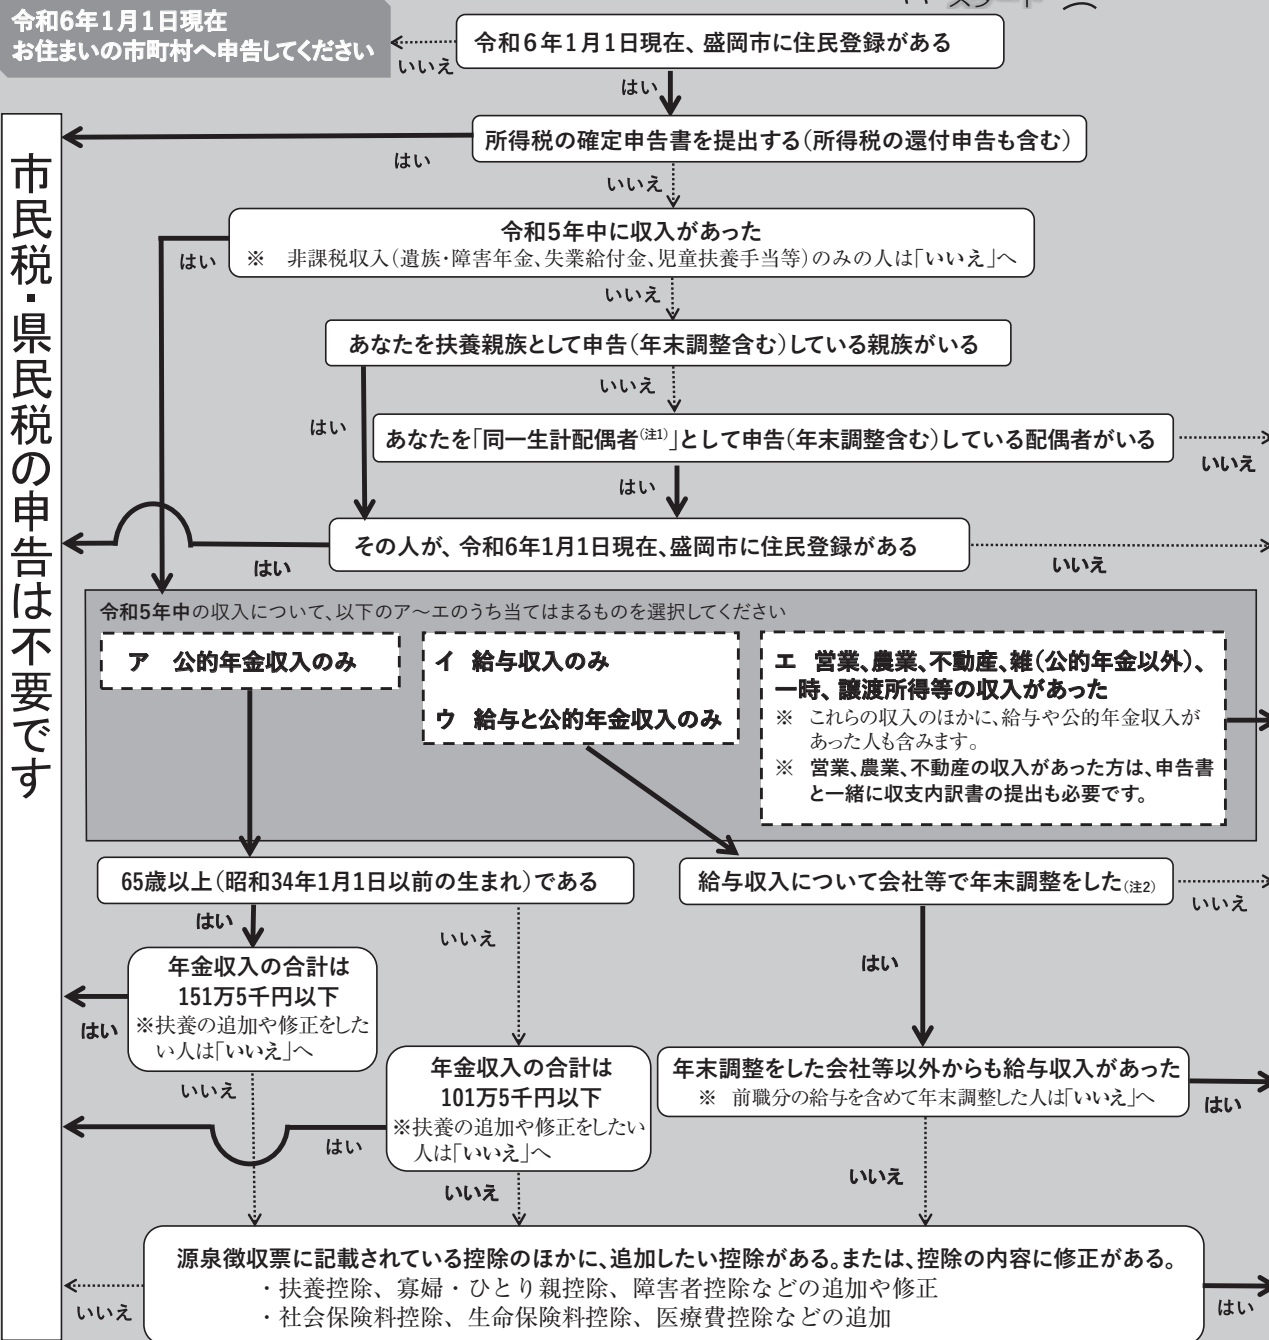 スタート
令和6年1月1日現在
お住まいの市町村へ申告してください
いいえ
令和6年1月1日現在、盛岡市に住民登録がある
はい
所得税の確定申告書を提出する(所得税の還付申告も含む)
はい
いいえ
市民税・県民税の申告は不要です
令和5年中に収入があった
※ 非課税収入(遺族・障害年金、失業給付金、児童扶養手当等)のみの人は「いいえ」へ
はい
いいえ
あなたを扶養親族として申告(年末調整含む)している親族がいる
いいえ
はい
あなたを「同一生計配偶者(注1)」として申告(年末調整含む)している配偶者がいる
いいえ
はい
その人が、令和6年1月1日現在、盛岡市に住民登録がある
はい
いいえ
令和5年中の収入について、以下のア～エのうち当てはまるものを選択してください
ア 公的年金収入のみ
イ 給与収入のみ
ウ 給与と公的年金収入のみ
エ 営業、農業、不動産、雑(公的年金以外)、
一時、譲渡所得等の収入があった
※ これらの収入のほかに、給与や公的年金収入が
あった人も含みます。
※ 営業、農業、不動産の収入があった方は、申告書
と一緒に収支内訳書の提出も必要です。
65歳以上(昭和34年1月1日以前の生まれ)である
はい
いいえ
給与収入について会社等で年末調整をした(注2)
いいえ
はい
年金収入の合計は
151万5千円以下
※扶養の追加や修正をした
い人は「いいえ」へ
はい
いいえ
年金収入の合計は
101万5千円以下
※扶養の追加や修正をしたい
人は「いいえ」へ
はい
いいえ
年末調整をした会社等以外からも給与収入があった
※ 前職分の給与を含めて年末調整した人は「いいえ」へ
はい
いいえ
源泉徴収票に記載されている控除のほかに、追加したい控除がある。または、控除の内容に修正がある。
・扶養控除、寡婦・ひとり親控除、障害者控除などの追加や修正
・社会保険料控除、生命保険料控除、医療費控除などの追加
いいえ
はい